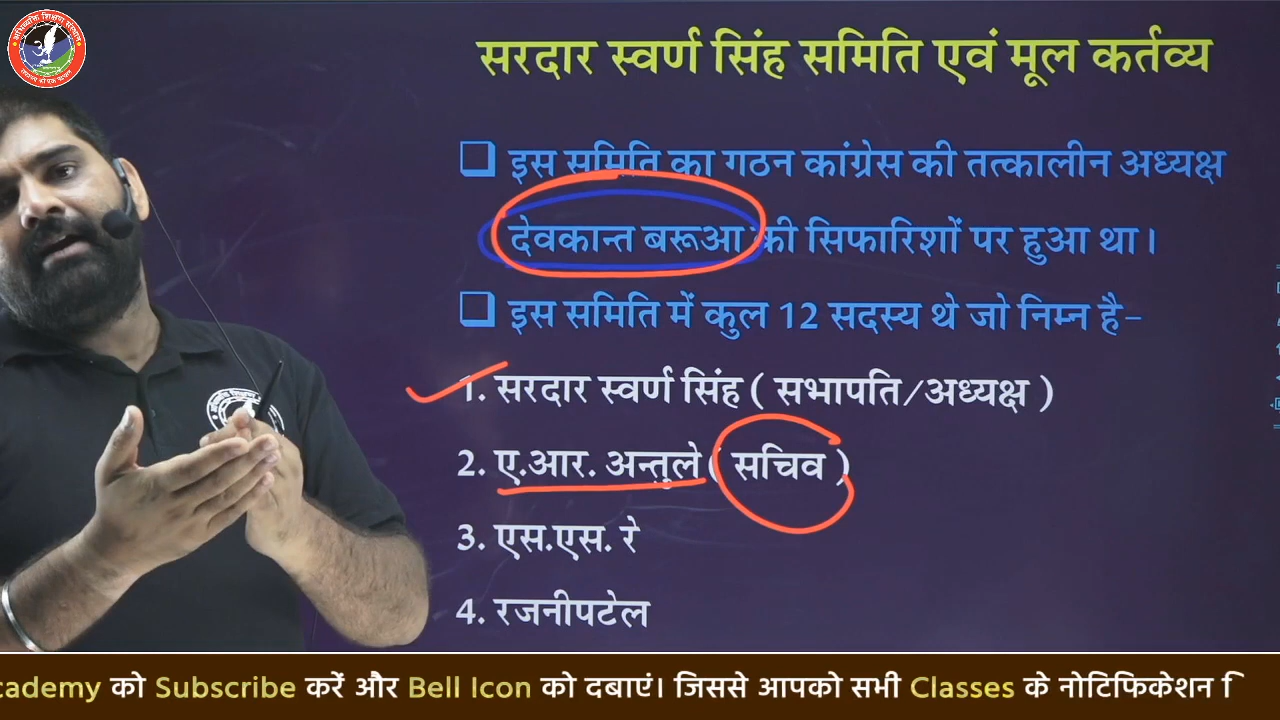 सरदार स्वर्ण सिंह समिति एवं मूल कर्तव्य
❑ इस समिति का गठन कांग्रेस की तत्कालीन अध्यक्ष
देवकान्त बरूआ की सिफारिशों पर हुआ था।
❑ इस समिति में कुल 12 सदस्य थे जो निम्न है-
1. सरदार स्वर्ण सिंह ( सभापति/अध्यक्ष )
2. ए.आर. अन्तूले ( सचिव )
3. एस.एस. रे
4. रजनीपटेल
cademy को Subscribe करें और Bell Icon को दबाएं। जिससे आपको सभी Classes के नोटिफिकेशन